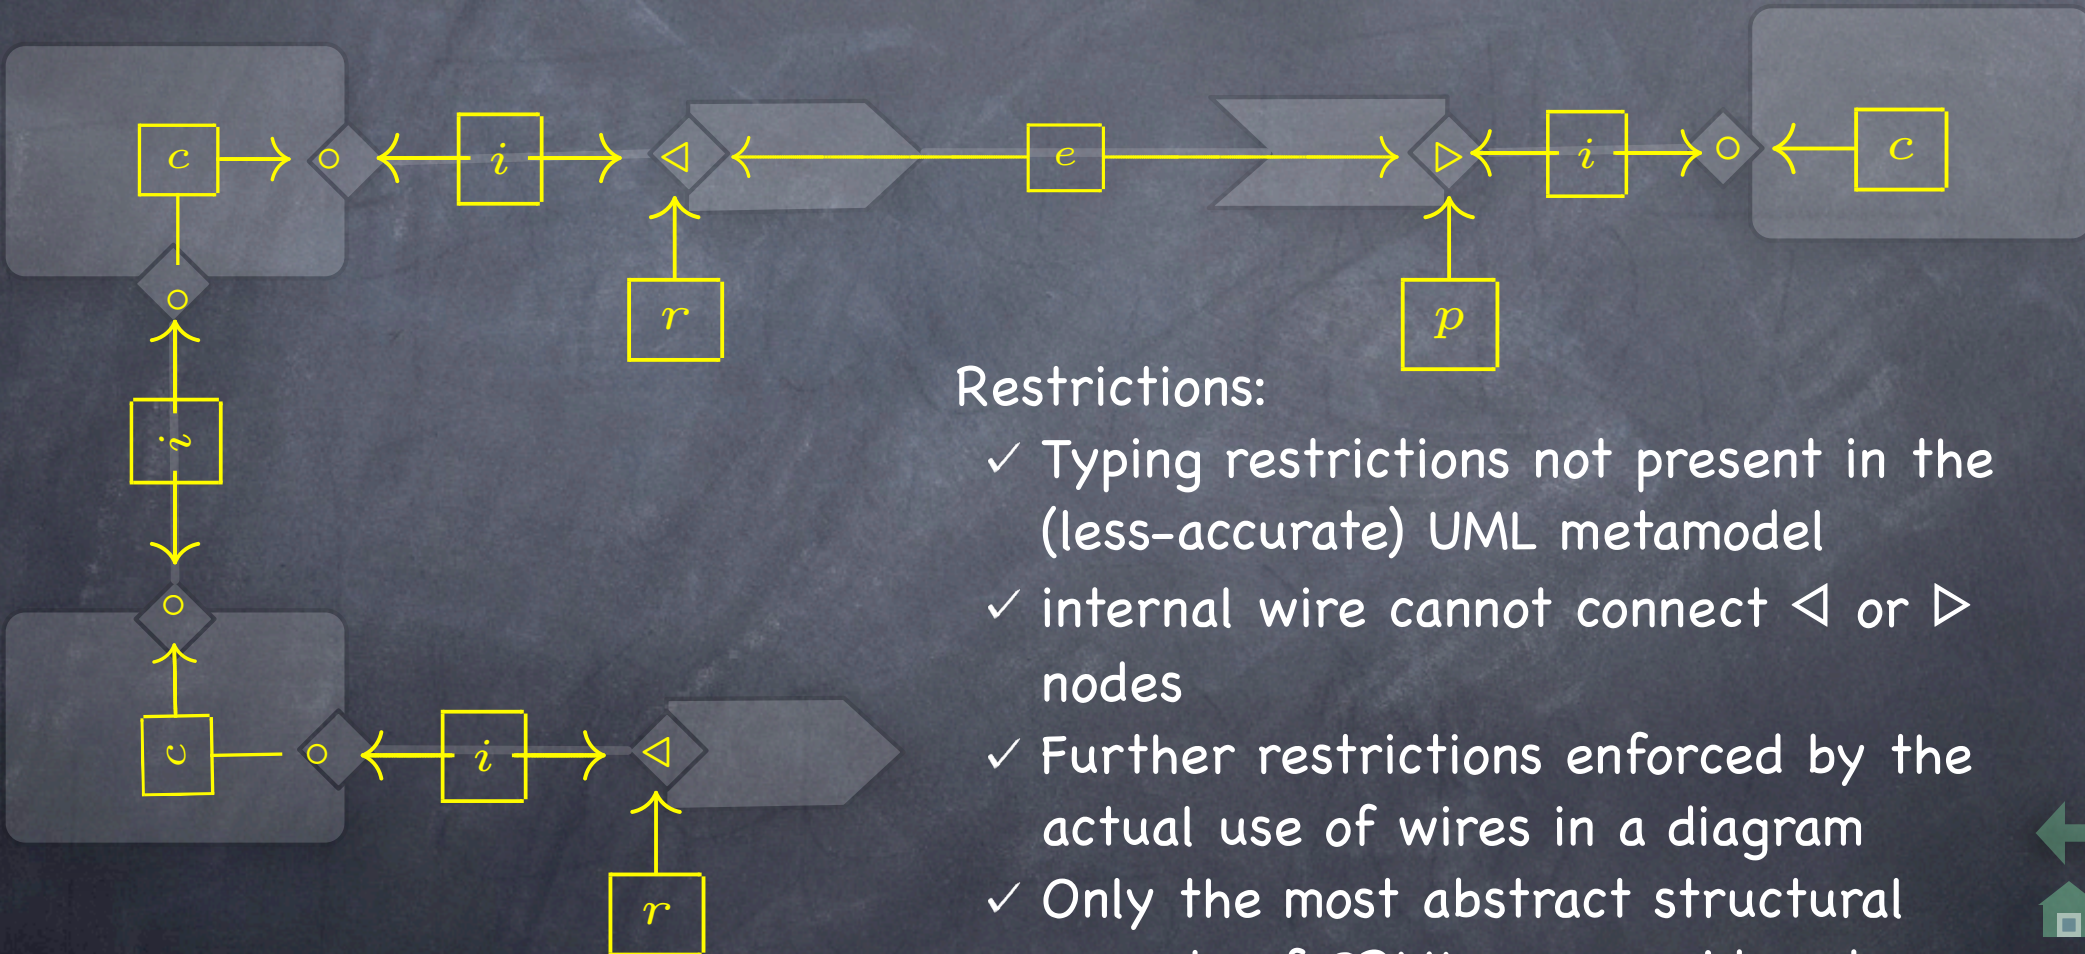 c ○ i ◁ e ▷ i ○ c
r p
○
i
○
c ○ i ◁
r
Restrictions:
✓ Typing restrictions not present in the
(less-accurate) UML metamodel
✓ internal wire cannot connect ◁ or ▷
nodes
✓ Further restrictions enforced by the
actual use of wires in a diagram
✓ Only the most abstract structural